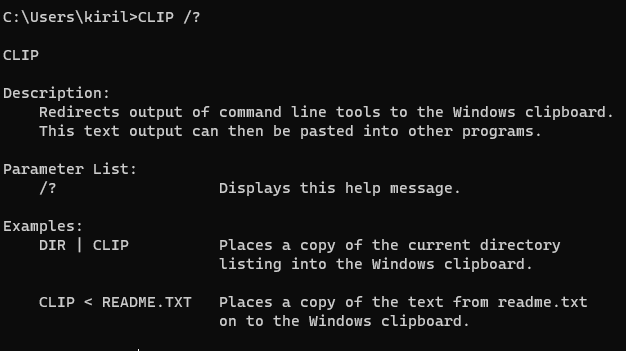 C:\Users\kiril>CLIP /?
CLIP
Description:
Redirects output of command line tools to the Windows clipboard.
This text output can then be pasted into other programs.
Parameter List:
/? Displays this help message.
Examples:
DIR | CLIP Places a copy of the current directory
listing into the Windows clipboard.
CLIP < README.TXT Places a copy of the text from readme.txt
on to the Windows clipboard.